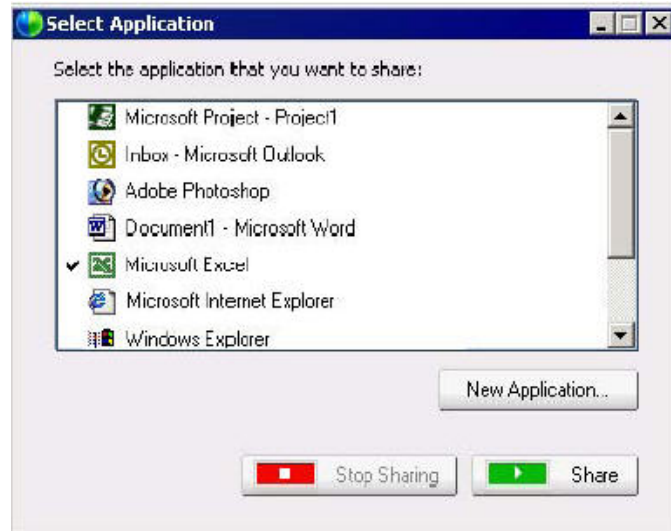 Select Application
Select the application that you want to share:
Microsoft Project - Project1
Inbox - Microsoft Outlook
Adobe Photoshop
Document1 - Microsoft Word
Microsoft Excel
Microsoft Internet Explorer
Windows Explorer
New Application...
Stop Sharing
Share